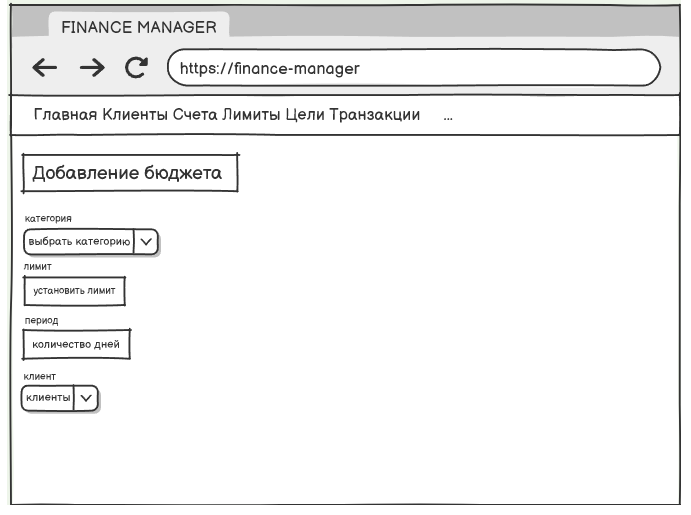 FINANCE MANAGER
https://finance-manager
Главная Клиенты Счета Лимиты Цели Транзакции ...
Добавление бюджета
категория
выбрать категорию
лимит
установить лимит
период
количество дней
клиент
клиенты